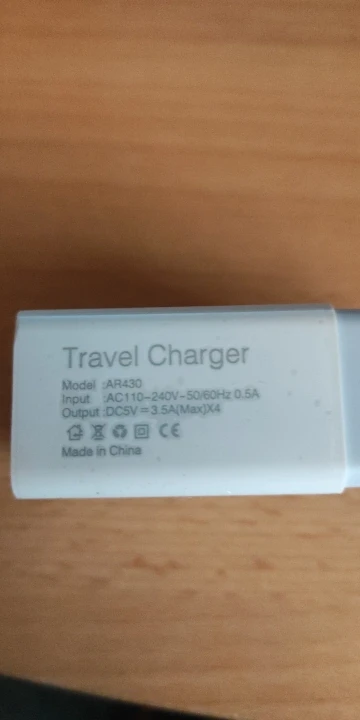 Travel Charger
Model :AR430
Input :AC110-240V~50/60Hz 0.5A
Output :DC5V⎓3.5A(Max)X4
CE
Made in China